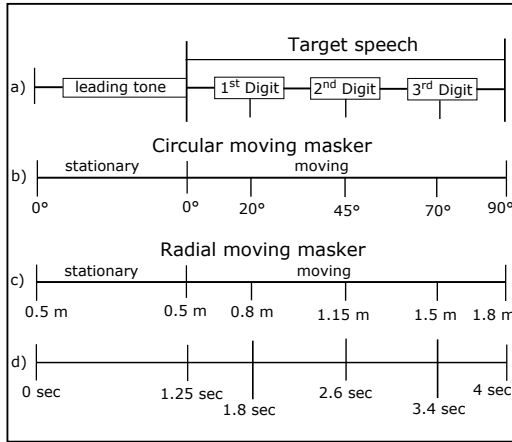 Target speech
a) leading tone 1st Digit 2nd Digit 3rd Digit
Circular moving masker
stationary moving
b)
0° 0° 20° 45° 70° 90°
Radial moving masker
stationary moving
c)
0.5 m 0.5 m 0.8 m 1.15 m 1.5 m 1.8 m
d)
0 sec 1.25 sec 1.8 sec 2.6 sec 3.4 sec 4 sec